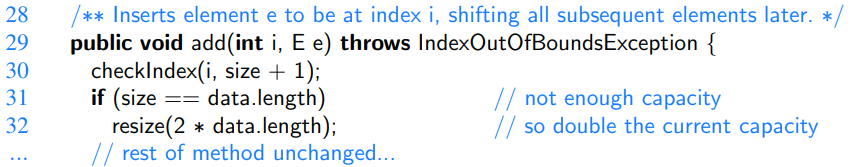 28 /** Inserts element e to be at index i, shifting all subsequent elements later. */
29 public void add(int i, E e) throws IndexOutOfBoundsException {
30 checkIndex(i, size + 1);
31 if (size == data.length) // not enough capacity
32 resize(2 * data.length); // so double the current capacity
... // rest of method unchanged...